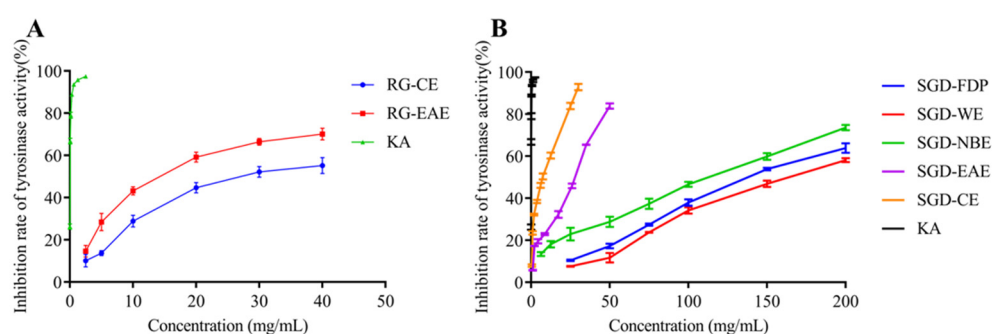 A
Inhibition rate of tyrosinase activity(%)
100
80
60
40
20
0
0
10
20
30
40
50
Concentration (mg/mL)
RG-CE
RG-EAE
KA
B
Inhibition rate of tyrosinase activity(%)
100
80
60
40
20
0
0
50
100
150
200
Concentration (mg/mL)
SGD-FDP
SGD-WE
SGD-NBE
SGD-EAE
SGD-CE
KA